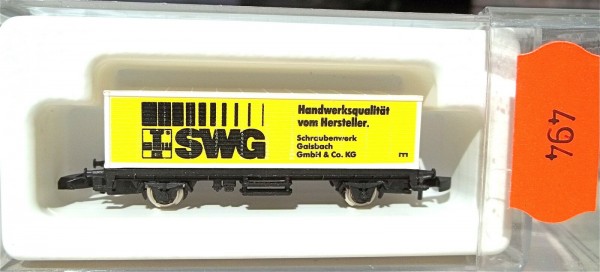 SWG
Handwerksqualität
vom Hersteller.
Schraubenwerk
Gaisbach
GmbH & Co. KG
494